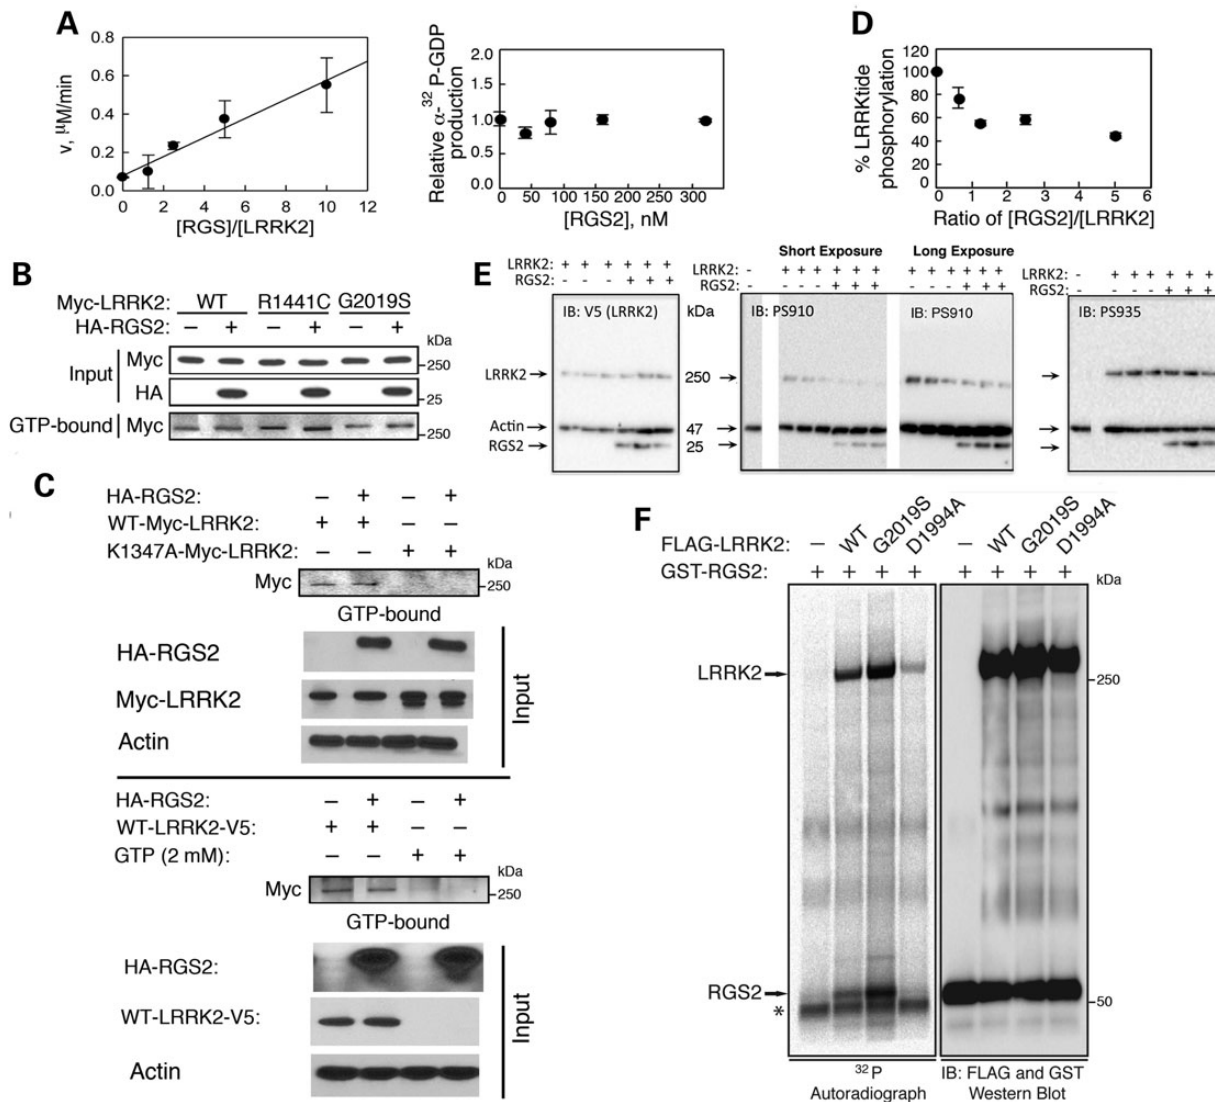 A
0.8
0.6
0.4
0.2
0.0
v, μM/min
0 2 4 6 8 10 12
[RGS]/[LRRK2]
2.0
1.5
1.0
0.5
0.0
Relative α-32 P-GDP
production
0 50 100 150 200 250 300
[RGS2], nM
D
120
100
80
60
40
20
0
% LRRKtide
phosphorylation
0 1 2 3 4 5 6
Ratio of [RGS2]/[LRRK2]
B
Myc-LRRK2: WT R1441C G2019S
HA-RGS2: − + − + − +
kDa
Input
Myc
250
HA
25
GTP-bound Myc
250
C
HA-RGS2: − + − +
WT-Myc-LRRK2: + + − −
K1347A-Myc-LRRK2: − − + +
kDa
Myc
250
GTP-bound
HA-RGS2
Myc-LRRK2
Actin
Input
HA-RGS2: − + − +
WT-LRRK2-V5: + + − −
GTP (2 mM): − − + +
kDa
Myc
250
GTP-bound
HA-RGS2:
WT-LRRK2-V5:
Actin
Input
E
Short Exposure Long Exposure
LRRK2: + + + + + +
RGS2: + + +
LRRK2: - + + + + + + + + + + + +
RGS2: - + + + + + +
LRRK2: - + + + + + +
RGS2: - + + +
IB: V5 (LRRK2)
kDa
IB: PS910
IB: PS910
IB: PS935
LRRK2
250
Actin
47
RGS2
25
F
FLAG-LRRK2: − WT G2019S D1994A − WT G2019S D1994A
GST-RGS2: + + + + + + + +
kDa
LRRK2
250
RGS2
50
*
32 P
Autoradiograph
IB: FLAG and GST
Western Blot